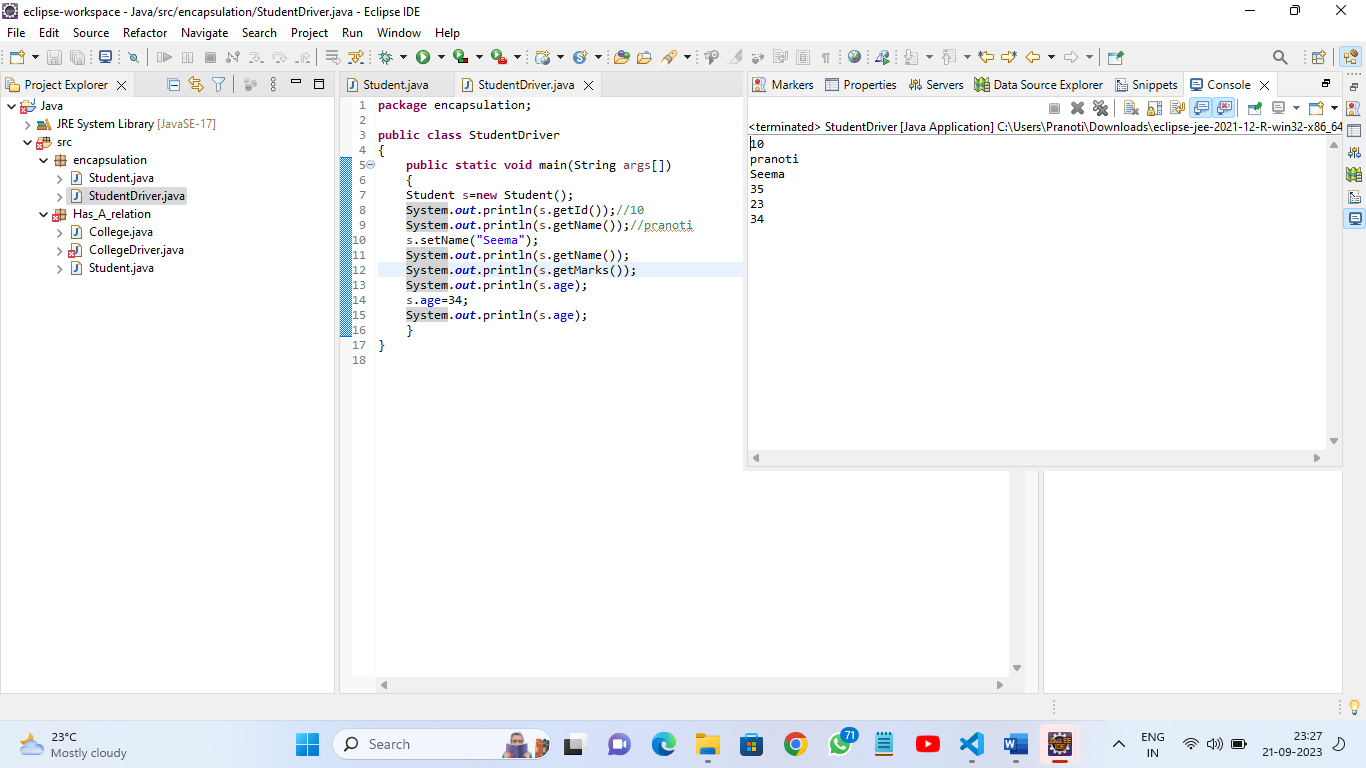 eclipse-workspace - Java/src/encapsulation/StudentDriver.java - Eclipse IDE
File Edit Source Refactor Navigate Search Project Run Window Help
Project Explorer
Java
JRE System Library [JavaSE-17]
src
encapsulation
Student.java
StudentDriver.java
Has_A_relation
College.java
CollegeDriver.java
Student.java
Student.java StudentDriver.java
1 package encapsulation;
2
3 public class StudentDriver
4 {
5 public static void main(String args[])
6 {
7 Student s=new Student();
8 System.out.println(s.getId());//10
9 System.out.println(s.getName());//pranoti
10 s.setName("Seema");
11 System.out.println(s.getName());
12 System.out.println(s.getMarks());
13 System.out.println(s.age);
14 s.age=34;
15 System.out.println(s.age);
16 }
17 }
18
Markers Properties Servers Data Source Explorer Snippets Console
<terminated> StudentDriver [Java Application] C:\Users\Pranoti\Downloads\eclipse-jee-2021-12-R-win32-x86_64
10
pranoti
Seema
35
23
34
23°C
Mostly cloudy
Search
71
ENG
IN
23:27
21-09-2023